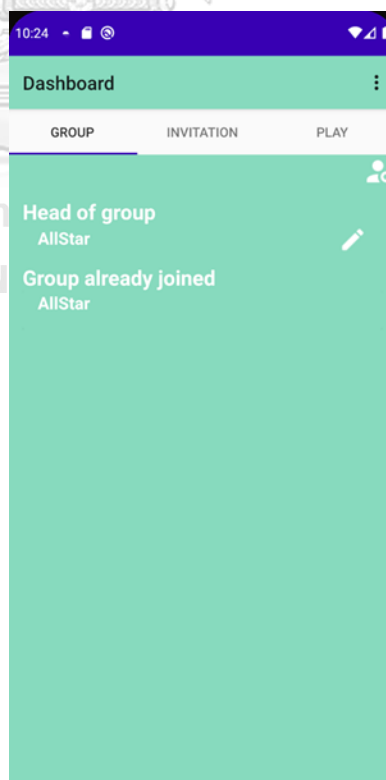 10:24
Dashboard
GROUP INVITATION PLAY
Head of group
AllStar
Group already joined
AllStar